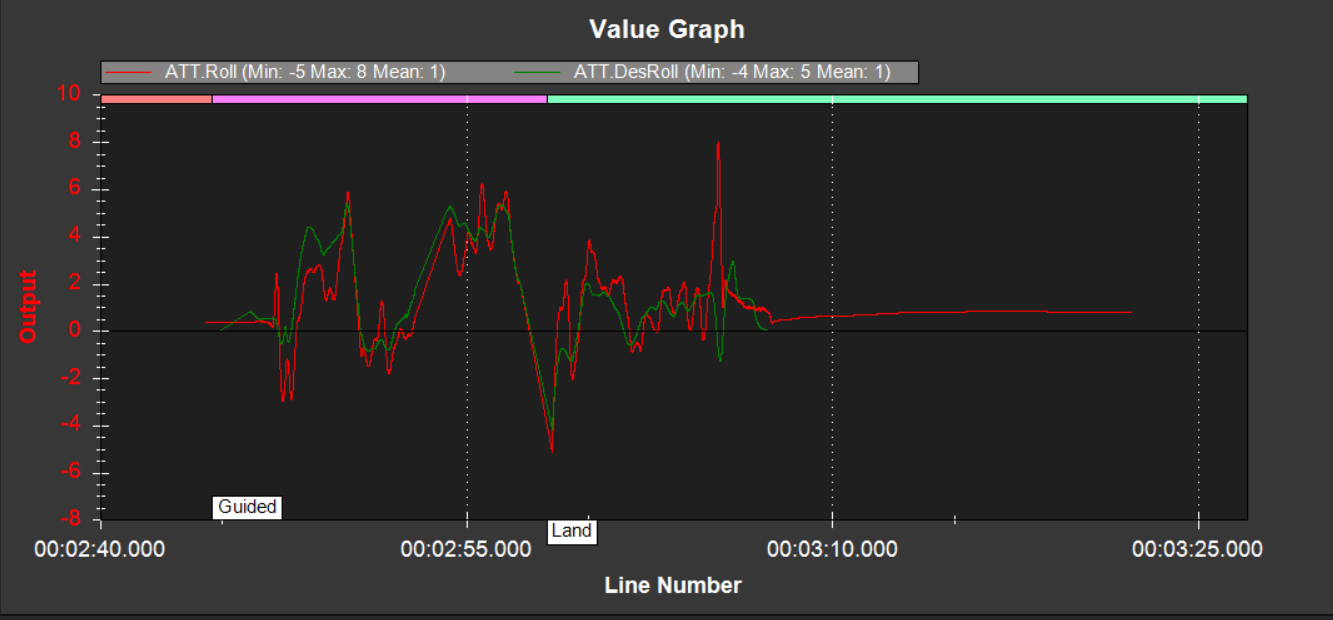 Value Graph
ATT.Roll (Min: -5 Max: 8 Mean: 1) ATT.DesRoll (Min: -4 Max: 5 Mean: 1)
10
8
6
4
2
0
-2
-4
-6
-8
Output
Guided
Land
00:02:40.000 00:02:55.000 00:03:10.000 00:03:25.000
Line Number